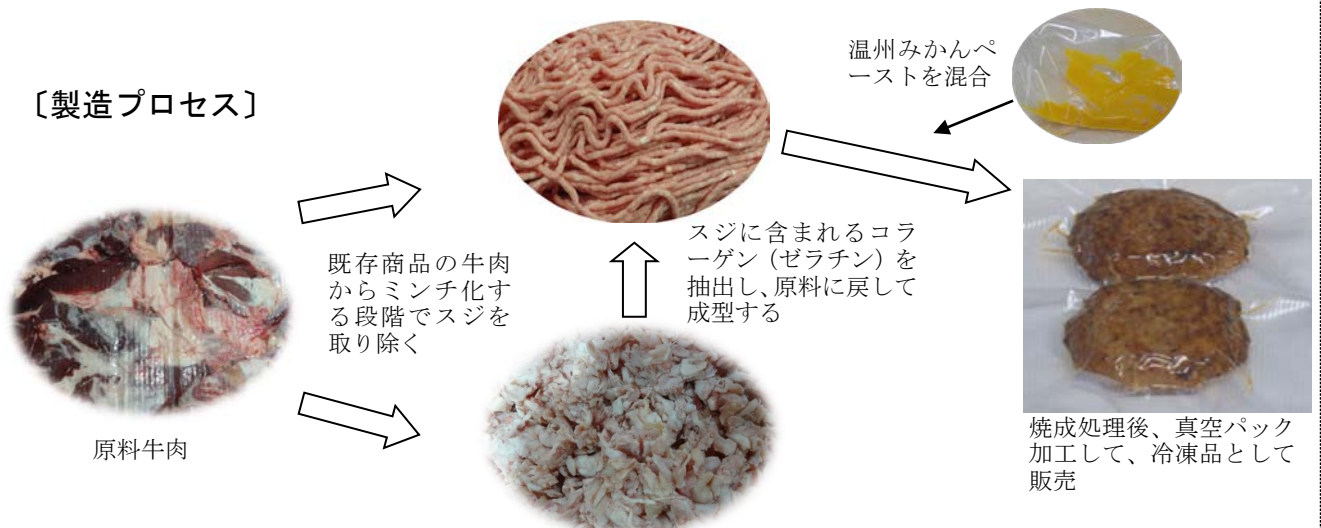 〔製造プロセス〕
温州みかんペ
ーストを混合
既存商品の牛肉
からミンチ化す
る段階でスジを
取り除く
スジに含まれるコラ
ーゲン（ゼラチン）を
抽出し、原料に戻して
成型する
原料牛肉
焼成処理後、真空パック
加工して、冷凍品として
販売